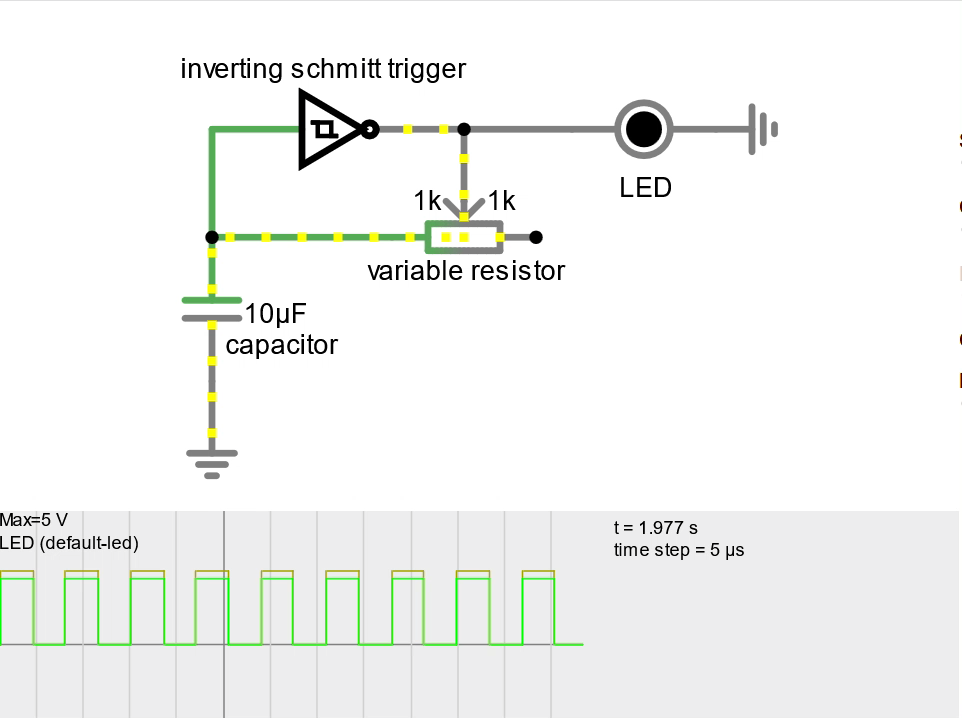 inverting schmitt trigger
1k 1k
LED
variable resistor
10µF
capacitor
Max=5 V
LED (default-led)
t = 1.977 s
time step = 5 µs